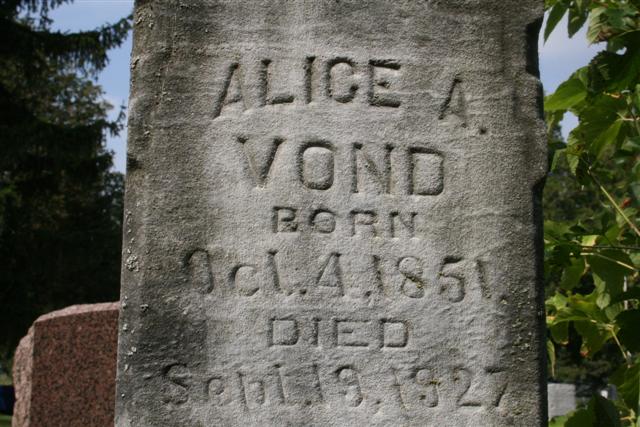 ALICE A.
VOND
BORN
Oct. 4, 1851.
DIED
Sept. 19, 1927.